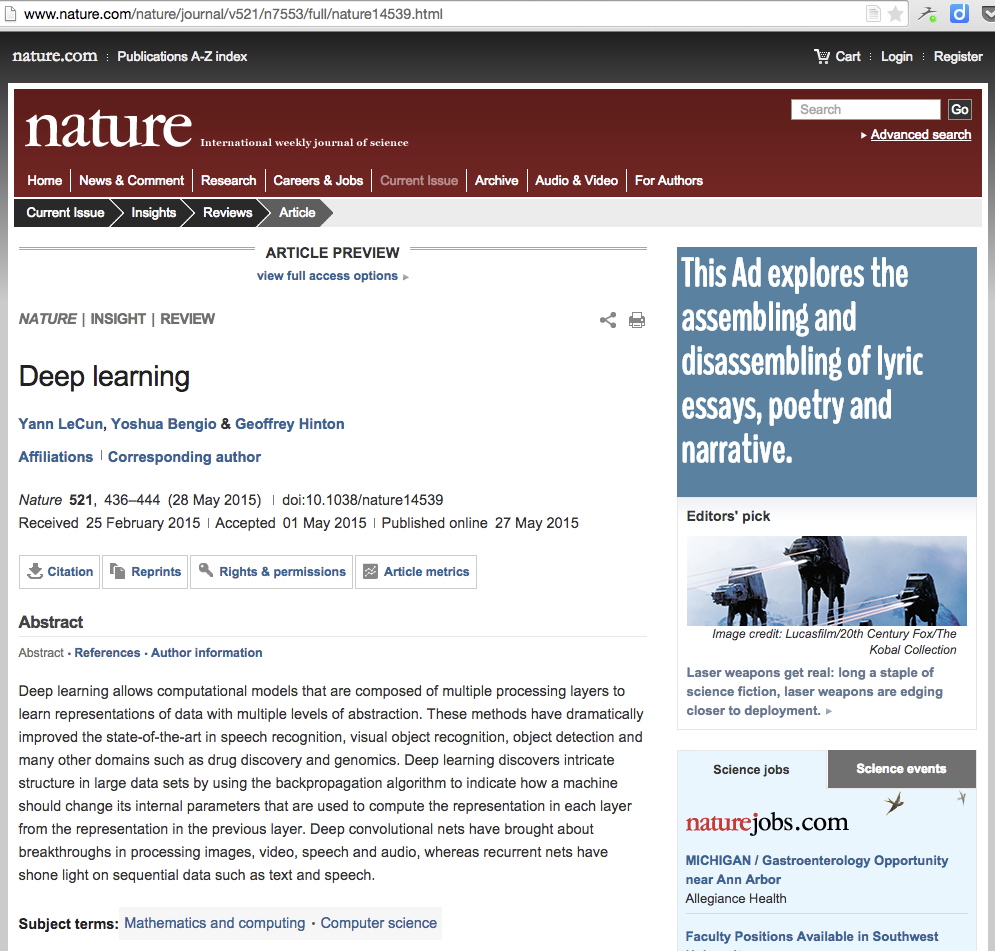 www.nature.com/nature/journal/v521/n7553/full/nature14539.html
nature.com : Publications A-Z index
Cart : Login : Register
nature International weekly journal of science
Search Go
Advanced search
Home News & Comment Research Careers & Jobs Current Issue Archive Audio & Video For Authors
Current Issue Insights Reviews Article
ARTICLE PREVIEW
view full access options
NATURE | INSIGHT | REVIEW
Deep learning
Yann LeCun, Yoshua Bengio & Geoffrey Hinton
Affiliations | Corresponding author
Nature 521, 436–444 (28 May 2015) | doi:10.1038/nature14539
Received 25 February 2015 | Accepted 01 May 2015 | Published online 27 May 2015
Citation Reprints Rights & permissions Article metrics
Abstract
Abstract • References • Author information
Deep learning allows computational models that are composed of multiple processing layers to
learn representations of data with multiple levels of abstraction. These methods have dramatically
improved the state-of-the-art in speech recognition, visual object recognition, object detection and
many other domains such as drug discovery and genomics. Deep learning discovers intricate
structure in large data sets by using the backpropagation algorithm to indicate how a machine
should change its internal parameters that are used to compute the representation in each layer
from the representation in the previous layer. Deep convolutional nets have brought about
breakthroughs in processing images, video, speech and audio, whereas recurrent nets have
shone light on sequential data such as text and speech.
Subject terms: Mathematics and computing • Computer science
This Ad explores the
assembling and
disassembling of lyric
essays, poetry and
narrative.
Editors' pick
Image credit: Lucasfilm/20th Century Fox/The
Kobal Collection
Laser weapons get real: long a staple of
science fiction, laser weapons are edging
closer to deployment.
Science jobs Science events
naturejobs.com
MICHIGAN / Gastroenterology Opportunity
near Ann Arbor
Allegiance Health
Faculty Positions Available in Southwest